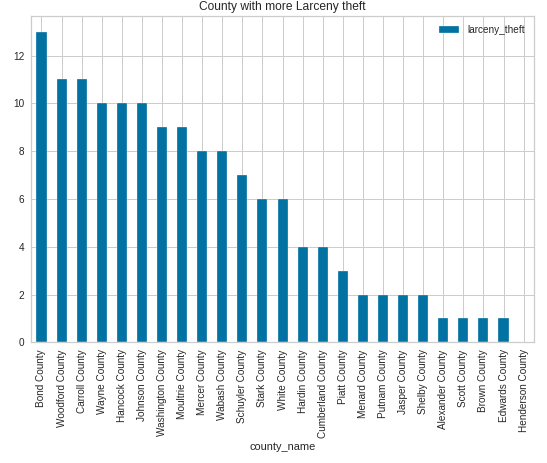 County with more Larceny theft
larceny_theft
12
10
8
6
4
2
0
Bond County
Woodford County
Carroll County
Wayne County
Hancock County
Johnson County
Washington County
Moultrie County
Mercer County
Wabash County
Schuyler County
Stark County
White County
Hardin County
Cumberland County
Piatt County
Menard County
Putnam County
Jasper County
Shelby County
Alexander County
Scott County
Brown County
Edwards County
Henderson County
county_name